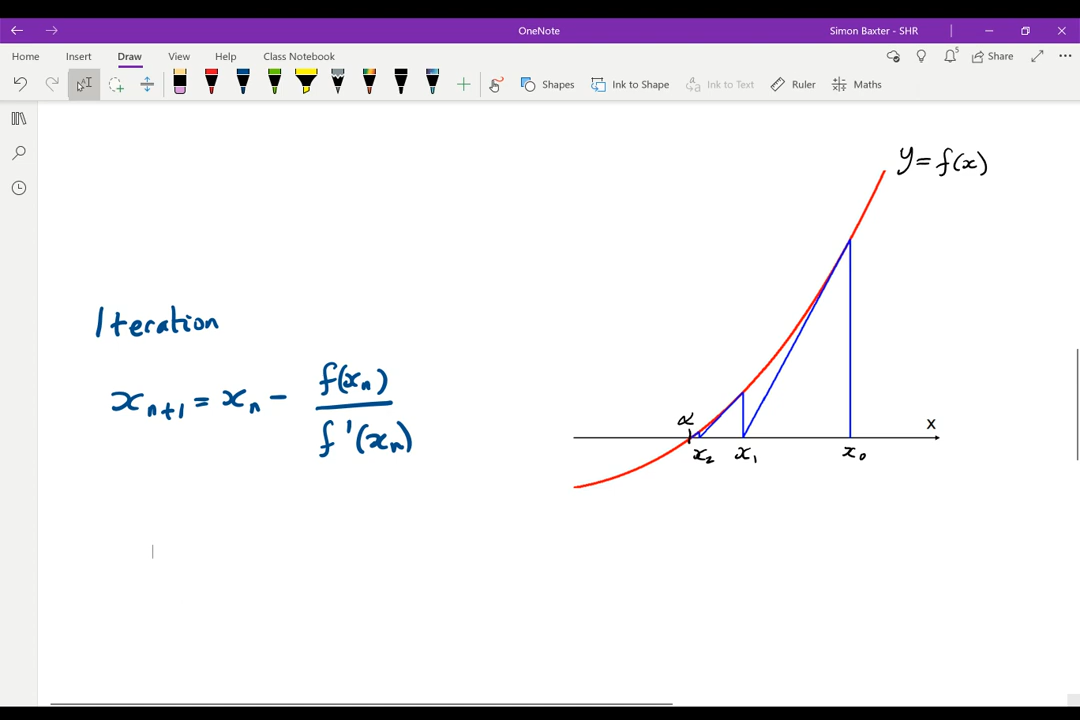 OneNote
Simon Baxter - SHR
Home Insert Draw View Help Class Notebook
5 Share
Shapes Ink to Shape Ink to Text Ruler Maths
y = f(x)
Iteration
xₙ₊₁ = xₙ - f(xₙ) / f'(xₙ)
α
x
x₂ x₁ x₀